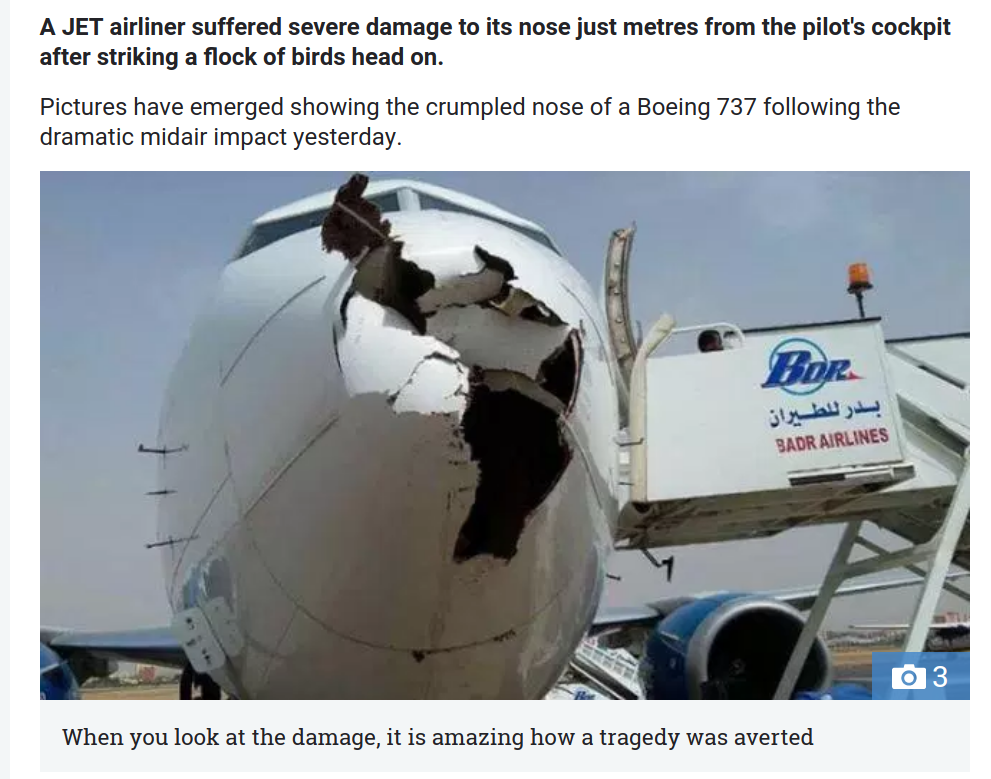 A JET airliner suffered severe damage to its nose just metres from the pilot's cockpit
after striking a flock of birds head on.
Pictures have emerged showing the crumpled nose of a Boeing 737 following the
dramatic midair impact yesterday.
BDR
بدر للطيران
BADR AIRLINES
3
When you look at the damage, it is amazing how a tragedy was averted